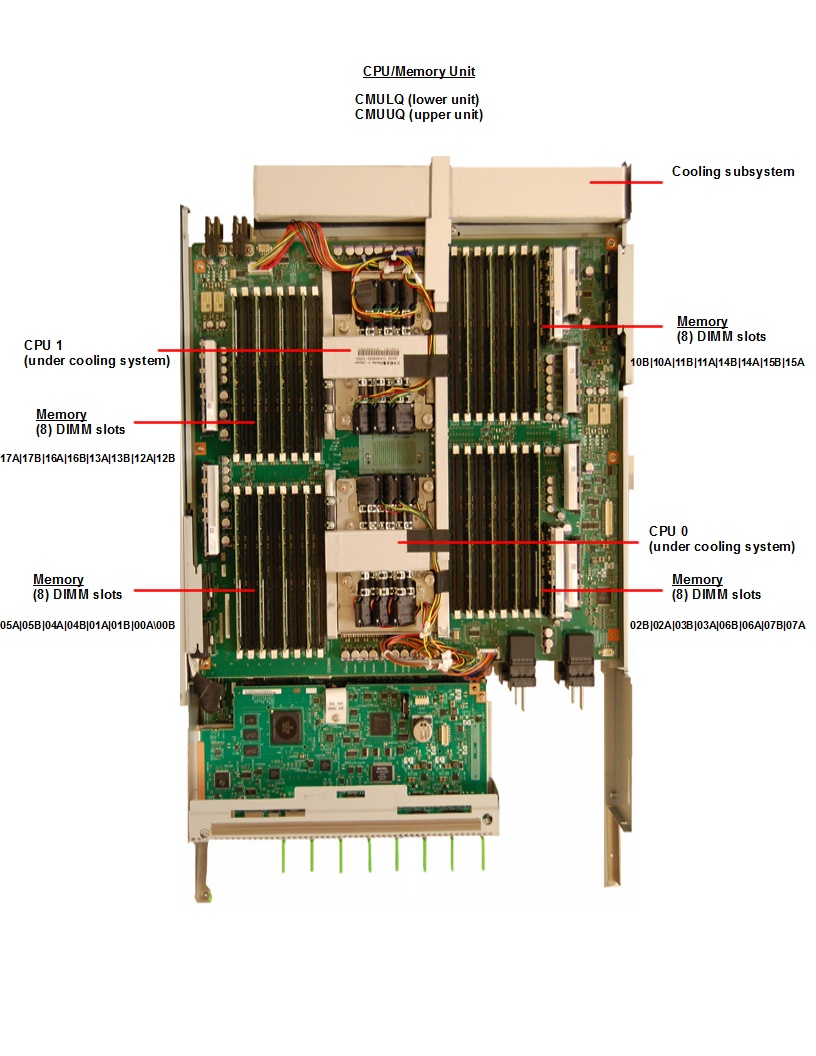 CPU/Memory Unit
CMULQ (lower unit)
CMUUQ (upper unit)
Cooling subsystem
CPU 1
(under cooling system)
Memory
(8) DIMM slots
10B|10A|11B|11A|14B|14A|15B|15A
Memory
(8) DIMM slots
17A|17B|16A|16B|13A|13B|12A|12B
CPU 0
(under cooling system)
Memory
(8) DIMM slots
05A|05B|04A|04B|01A|01B|00A\00B
Memory
(8) DIMM slots
02B|02A|03B|03A|06B|06A|07B|07A